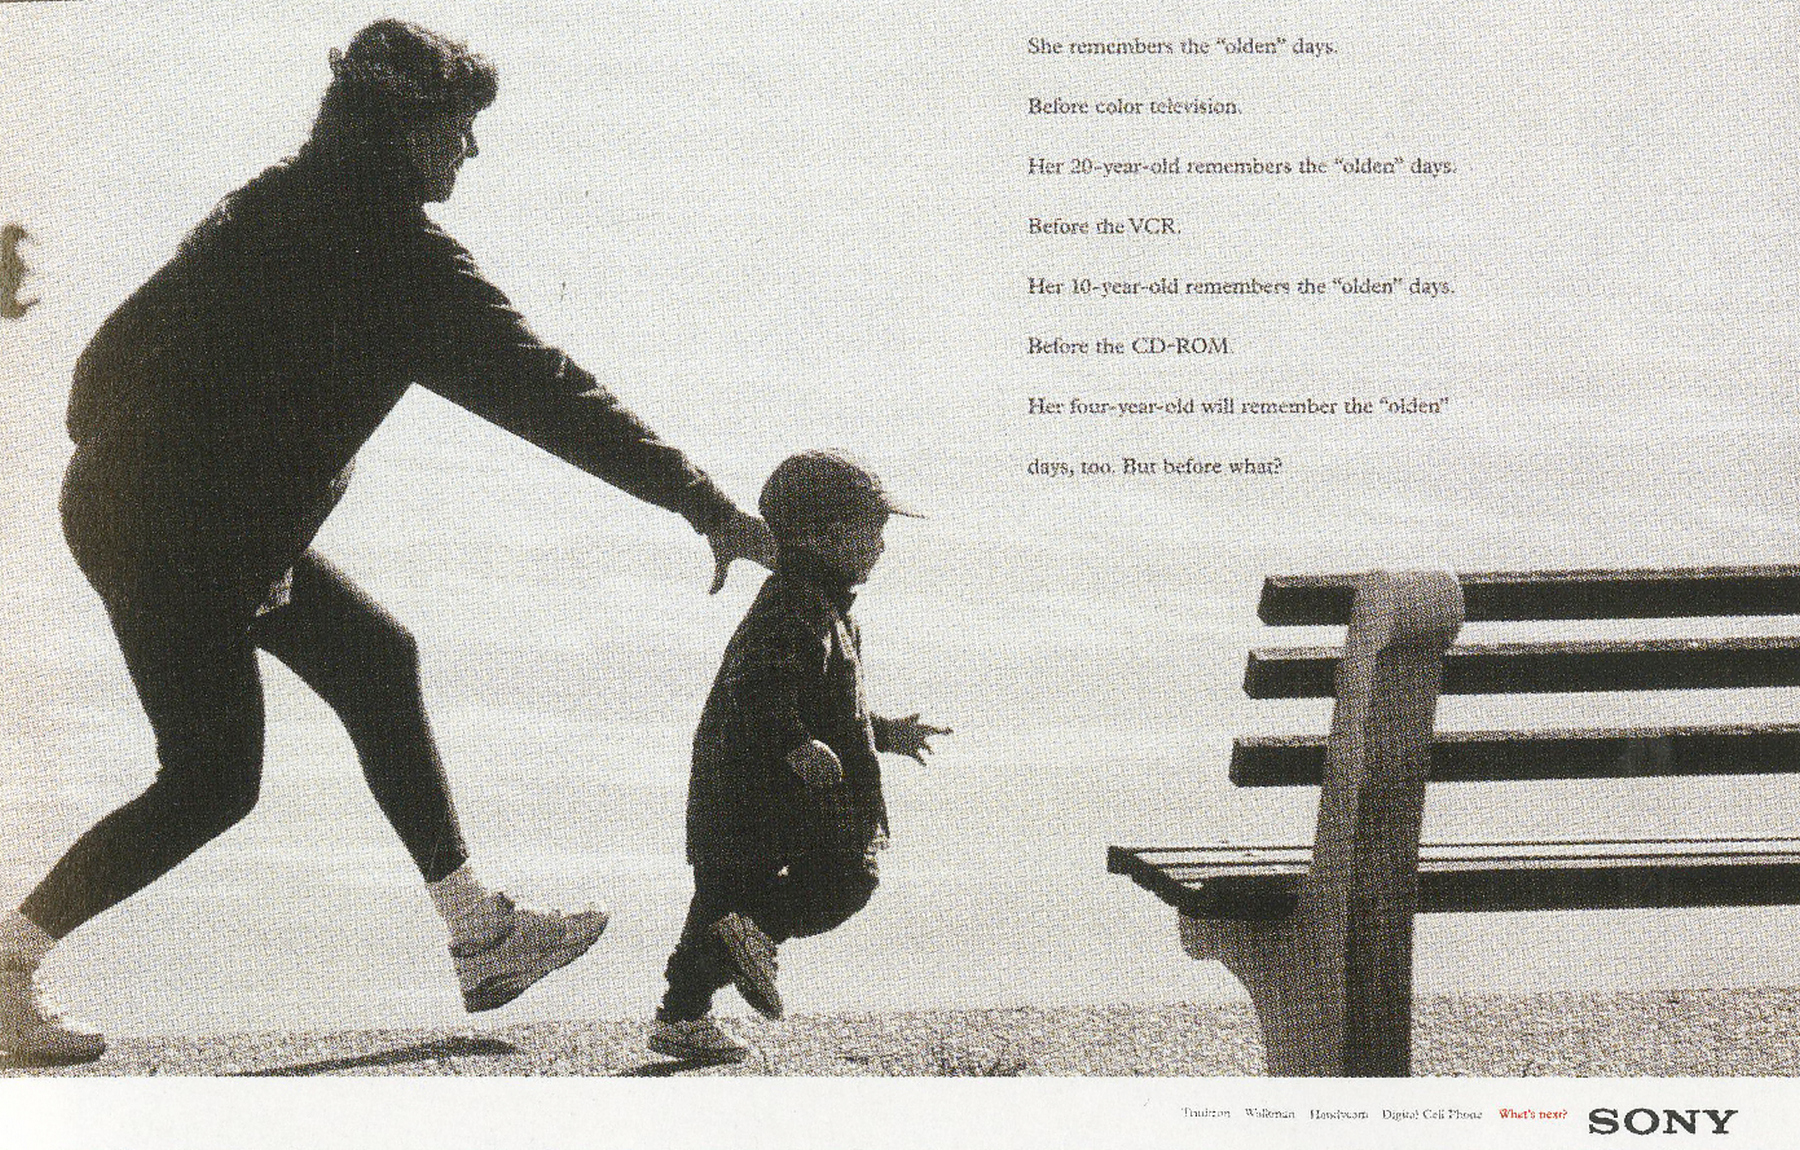 She remembers the “olden” days.
Before color television.
Her 20-year-old remembers the “olden” days.
Before the VCR.
Her 10-year-old remembers the “olden” days.
Before the CD-ROM.
Her four-year-old will remember the “olden”
days, too. But before what?
Trinitron Walkman Handycam Digital Cell Phone What's next? SONY